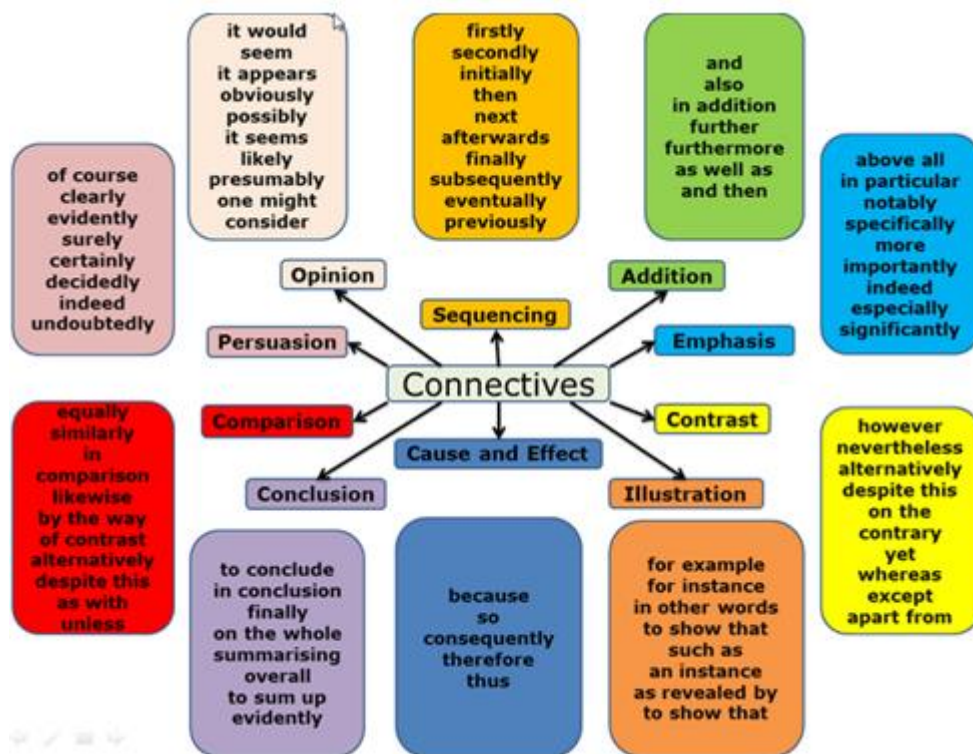 it would
seem
it appears
obviously
possibly
it seems
likely
presumably
one might
consider
firstly
secondly
initially
then
next
afterwards
finally
subsequently
eventually
previously
and
also
in addition
further
furthermore
as well as
and then
of course
clearly
evidently
surely
certainly
decidedly
indeed
undoubtedly
above all
in particular
notably
specifically
more
importantly
indeed
especially
significantly
Opinion
Addition
Sequencing
Persuasion
Emphasis
Connectives
Comparison
Contrast
Cause and Effect
Conclusion
Illustration
equally
similarly
in
comparison
likewise
by the way
of contrast
alternatively
despite this
as with
unless
however
nevertheless
alternatively
despite this
on the
contrary
yet
whereas
except
apart from
to conclude
in conclusion
finally
on the whole
summarising
overall
to sum up
evidently
because
so
consequently
therefore
thus
for example
for instance
in other words
to show that
such as
an instance
as revealed by
to show that